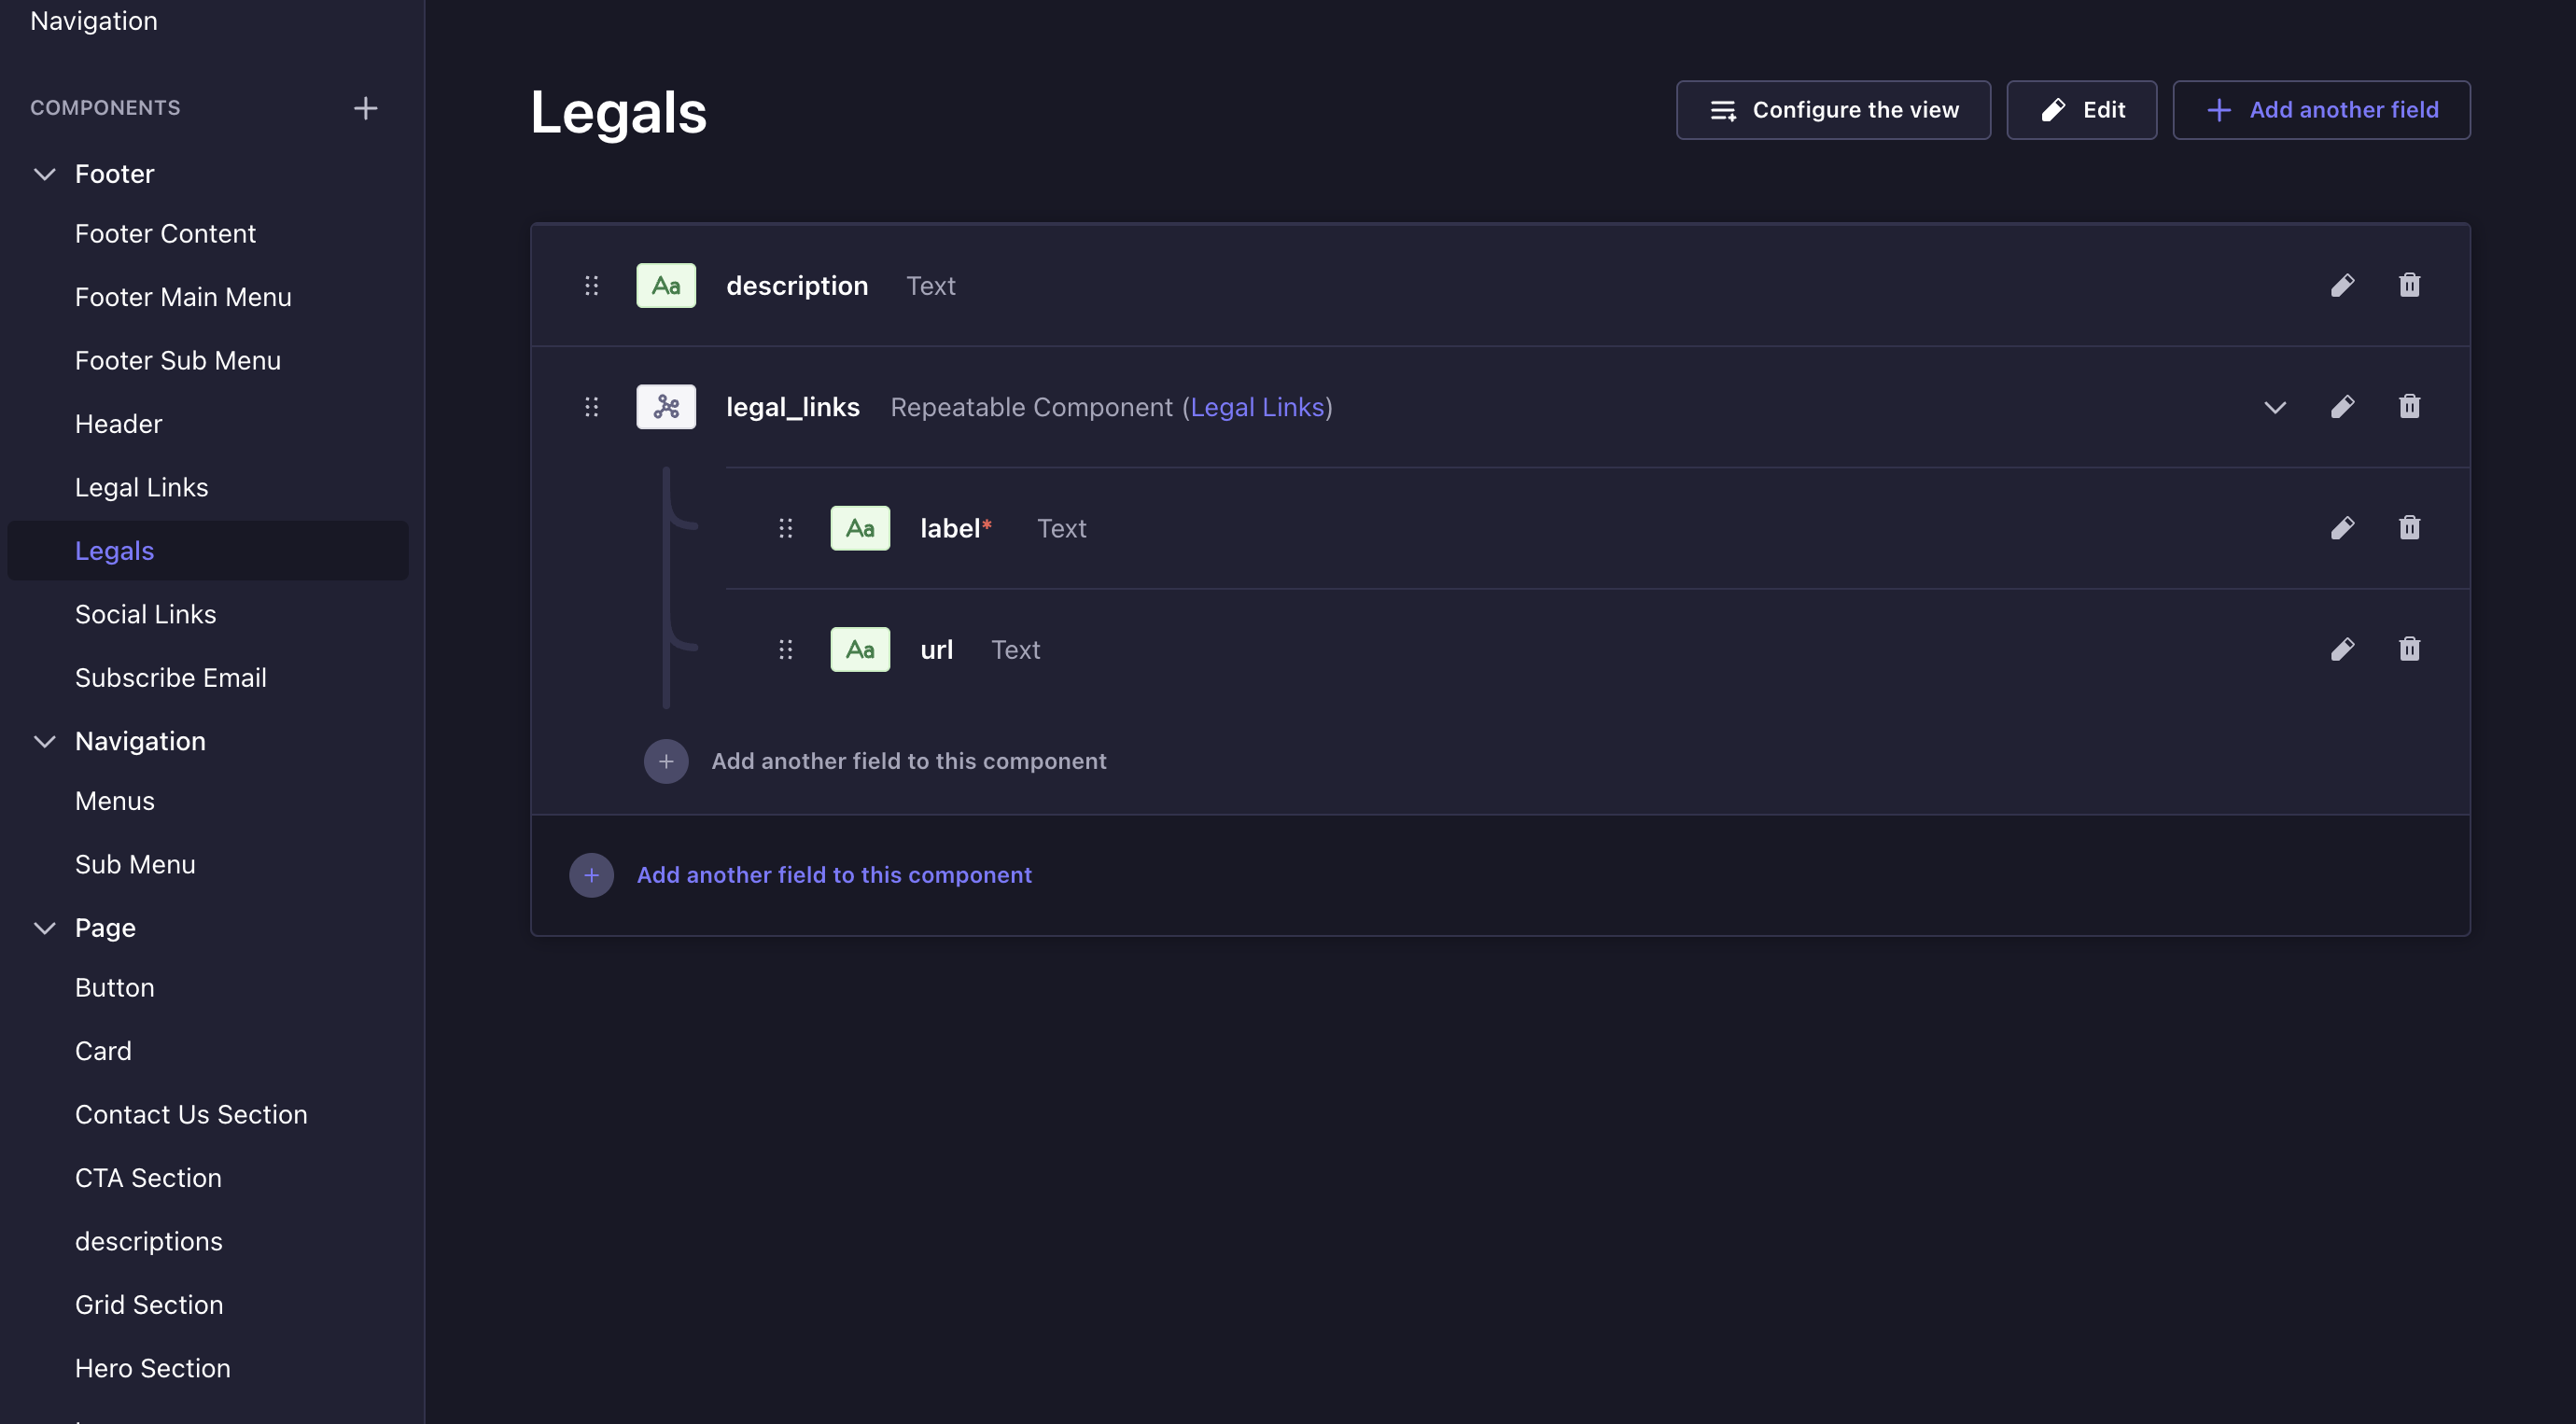 Navigation
COMPONENTS
Footer
Footer Content
Footer Main Menu
Footer Sub Menu
Header
Legal Links
Legals
Social Links
Subscribe Email
Navigation
Menus
Sub Menu
Page
Button
Card
Contact Us Section
CTA Section
descriptions
Grid Section
Hero Section
Legals
Configure the view
Edit
Add another field
Aa description Text
legal_links Repeatable Component (Legal Links)
Aa label* Text
Aa url Text
Add another field to this component
Add another field to this component